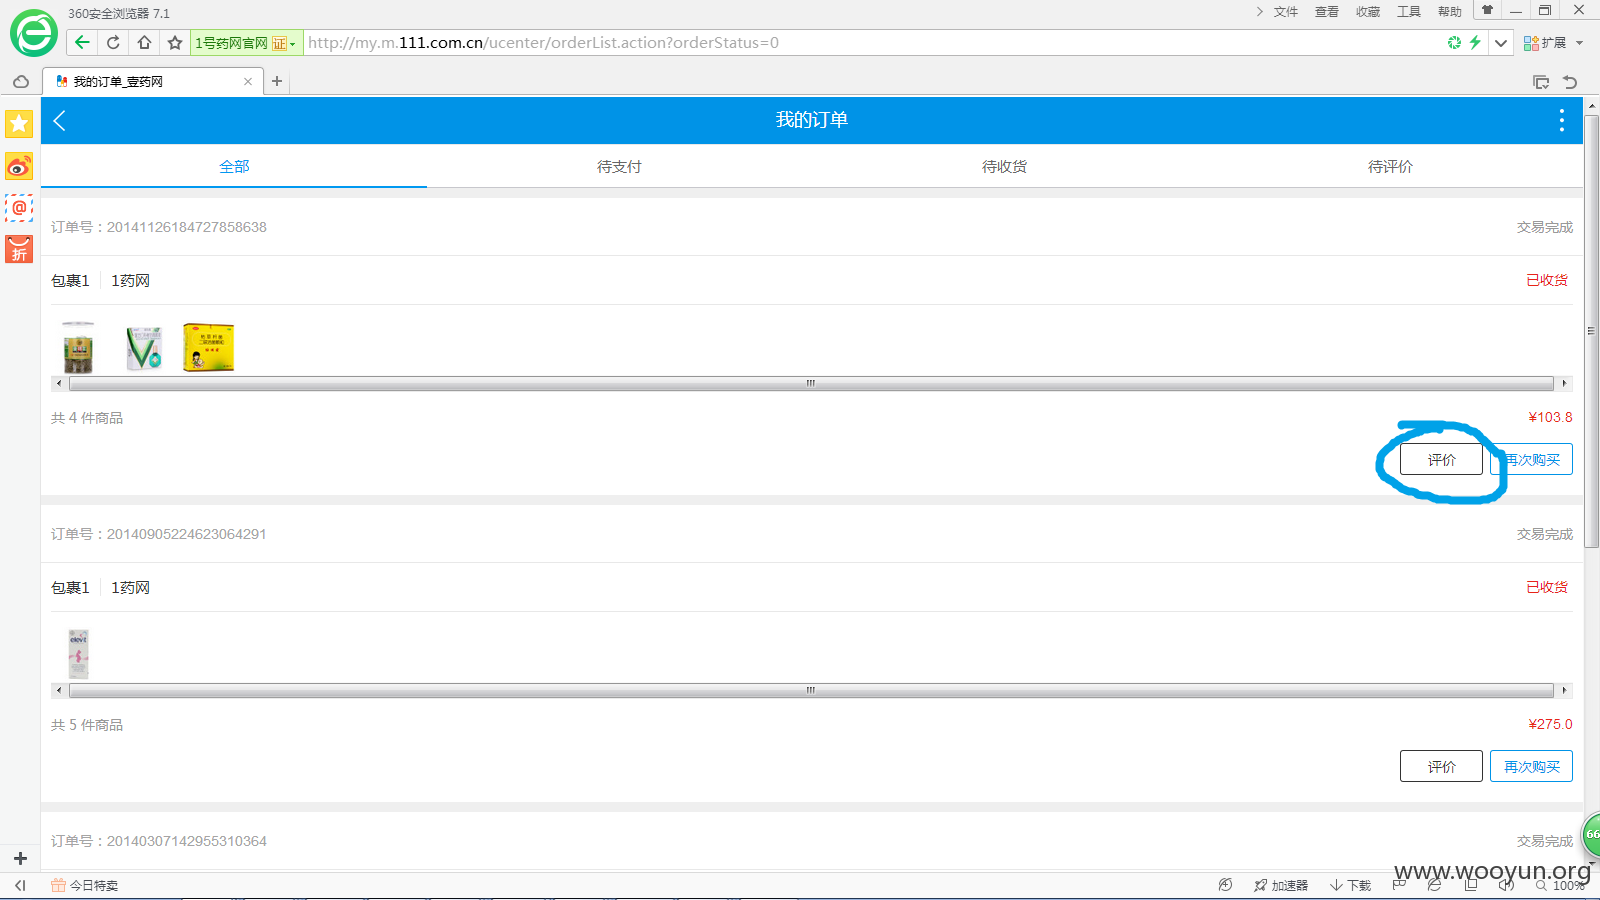 360安全浏览器 7.1
文件 查看 收藏 工具 帮助
1号药网官网 证 http://my.m.111.com.cn/ucenter/orderList.action?orderStatus=0
扩展
我的订单_壹药网
我的订单
全部 待支付 待收货 待评价
订单号：20141126184727858638 交易完成
包裹1 1药网 已收货
共 4 件商品 ¥103.8
评价 再次购买
订单号：20140905224623064291 交易完成
包裹1 1药网 已收货
elevit
共 5 件商品 ¥275.0
评价 再次购买
订单号：20140307142955310364 交易完成
折
66
www.wooyun.org
今日特卖 加速器 下载 100%